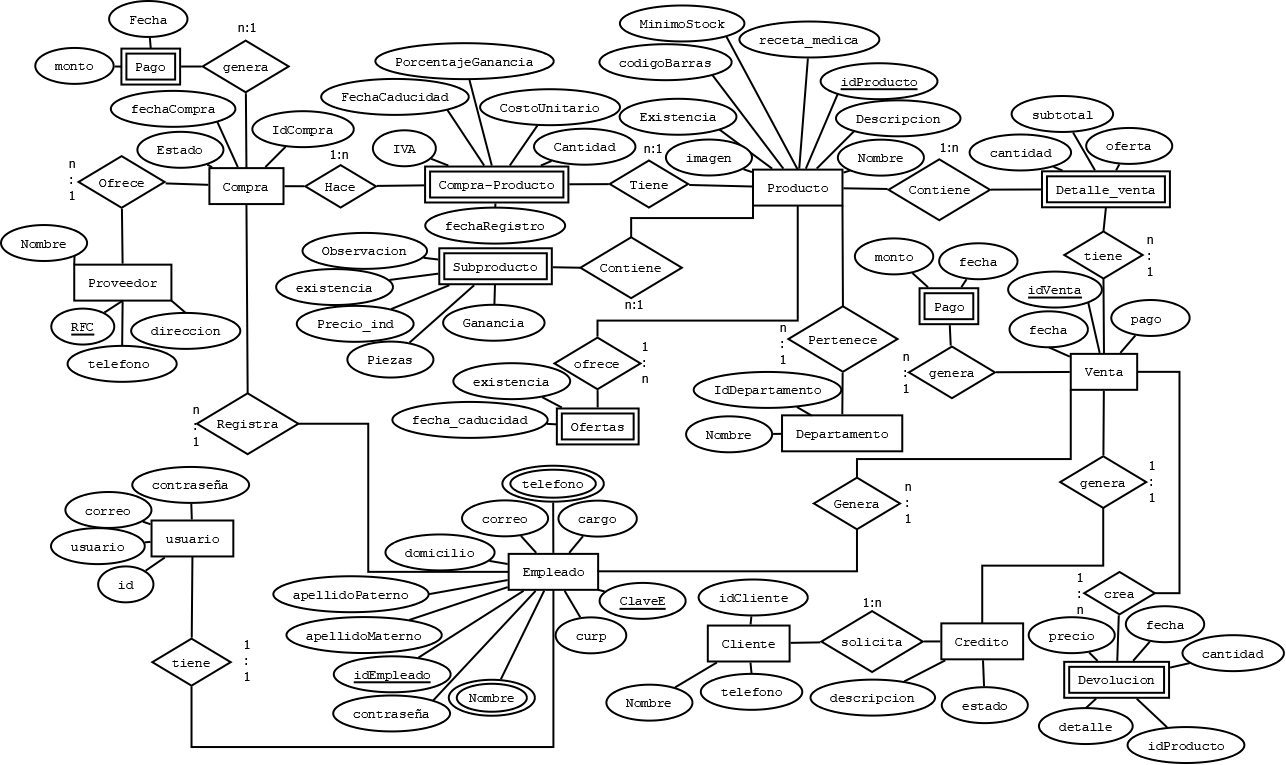 Fecha
n:1
monto
Pago
genera
fechaCompra
Estado
IdCompra
n
:
1
Ofrece
Compra
1:n
Hace
PorcentajeGanancia
FechaCaducidad
CostoUnitario
IVA
Cantidad
Compra-Producto
fechaRegistro
n:1
Tiene
MinimoStock
receta_medica
codigoBarras
idProducto
Existencia
Descripcion
imagen
Nombre
Producto
1:n
Contiene
subtotal
cantidad
oferta
Detalle_venta
tiene
n
:
1
Nombre
Proveedor
RFC
direccion
telefono
Observacion
existencia
Subproducto
Precio_ind
Ganancia
Piezas
Contiene
n:1
monto
fecha
Pago
idVenta
fecha
pago
n
:
1
Pertenece
n
:
1
genera
Venta
1
:
n
ofrece
existencia
fecha_caducidad
Ofertas
IdDepartamento
Nombre
Departamento
n
:
1
Registra
contraseña
correo
usuario
usuario
id
telefono
correo
cargo
domicilio
Empleado
apellidoPaterno
ClaveE
apellidoMaterno
curp
idEmpleado
Nombre
contraseña
tiene
1
:
1
Genera
n
:
1
genera
1
:
1
idCliente
Cliente
Nombre
telefono
1:n
solicita
Credito
descripcion
estado
1
:
n
crea
precio
fecha
cantidad
Devolucion
detalle
idProducto